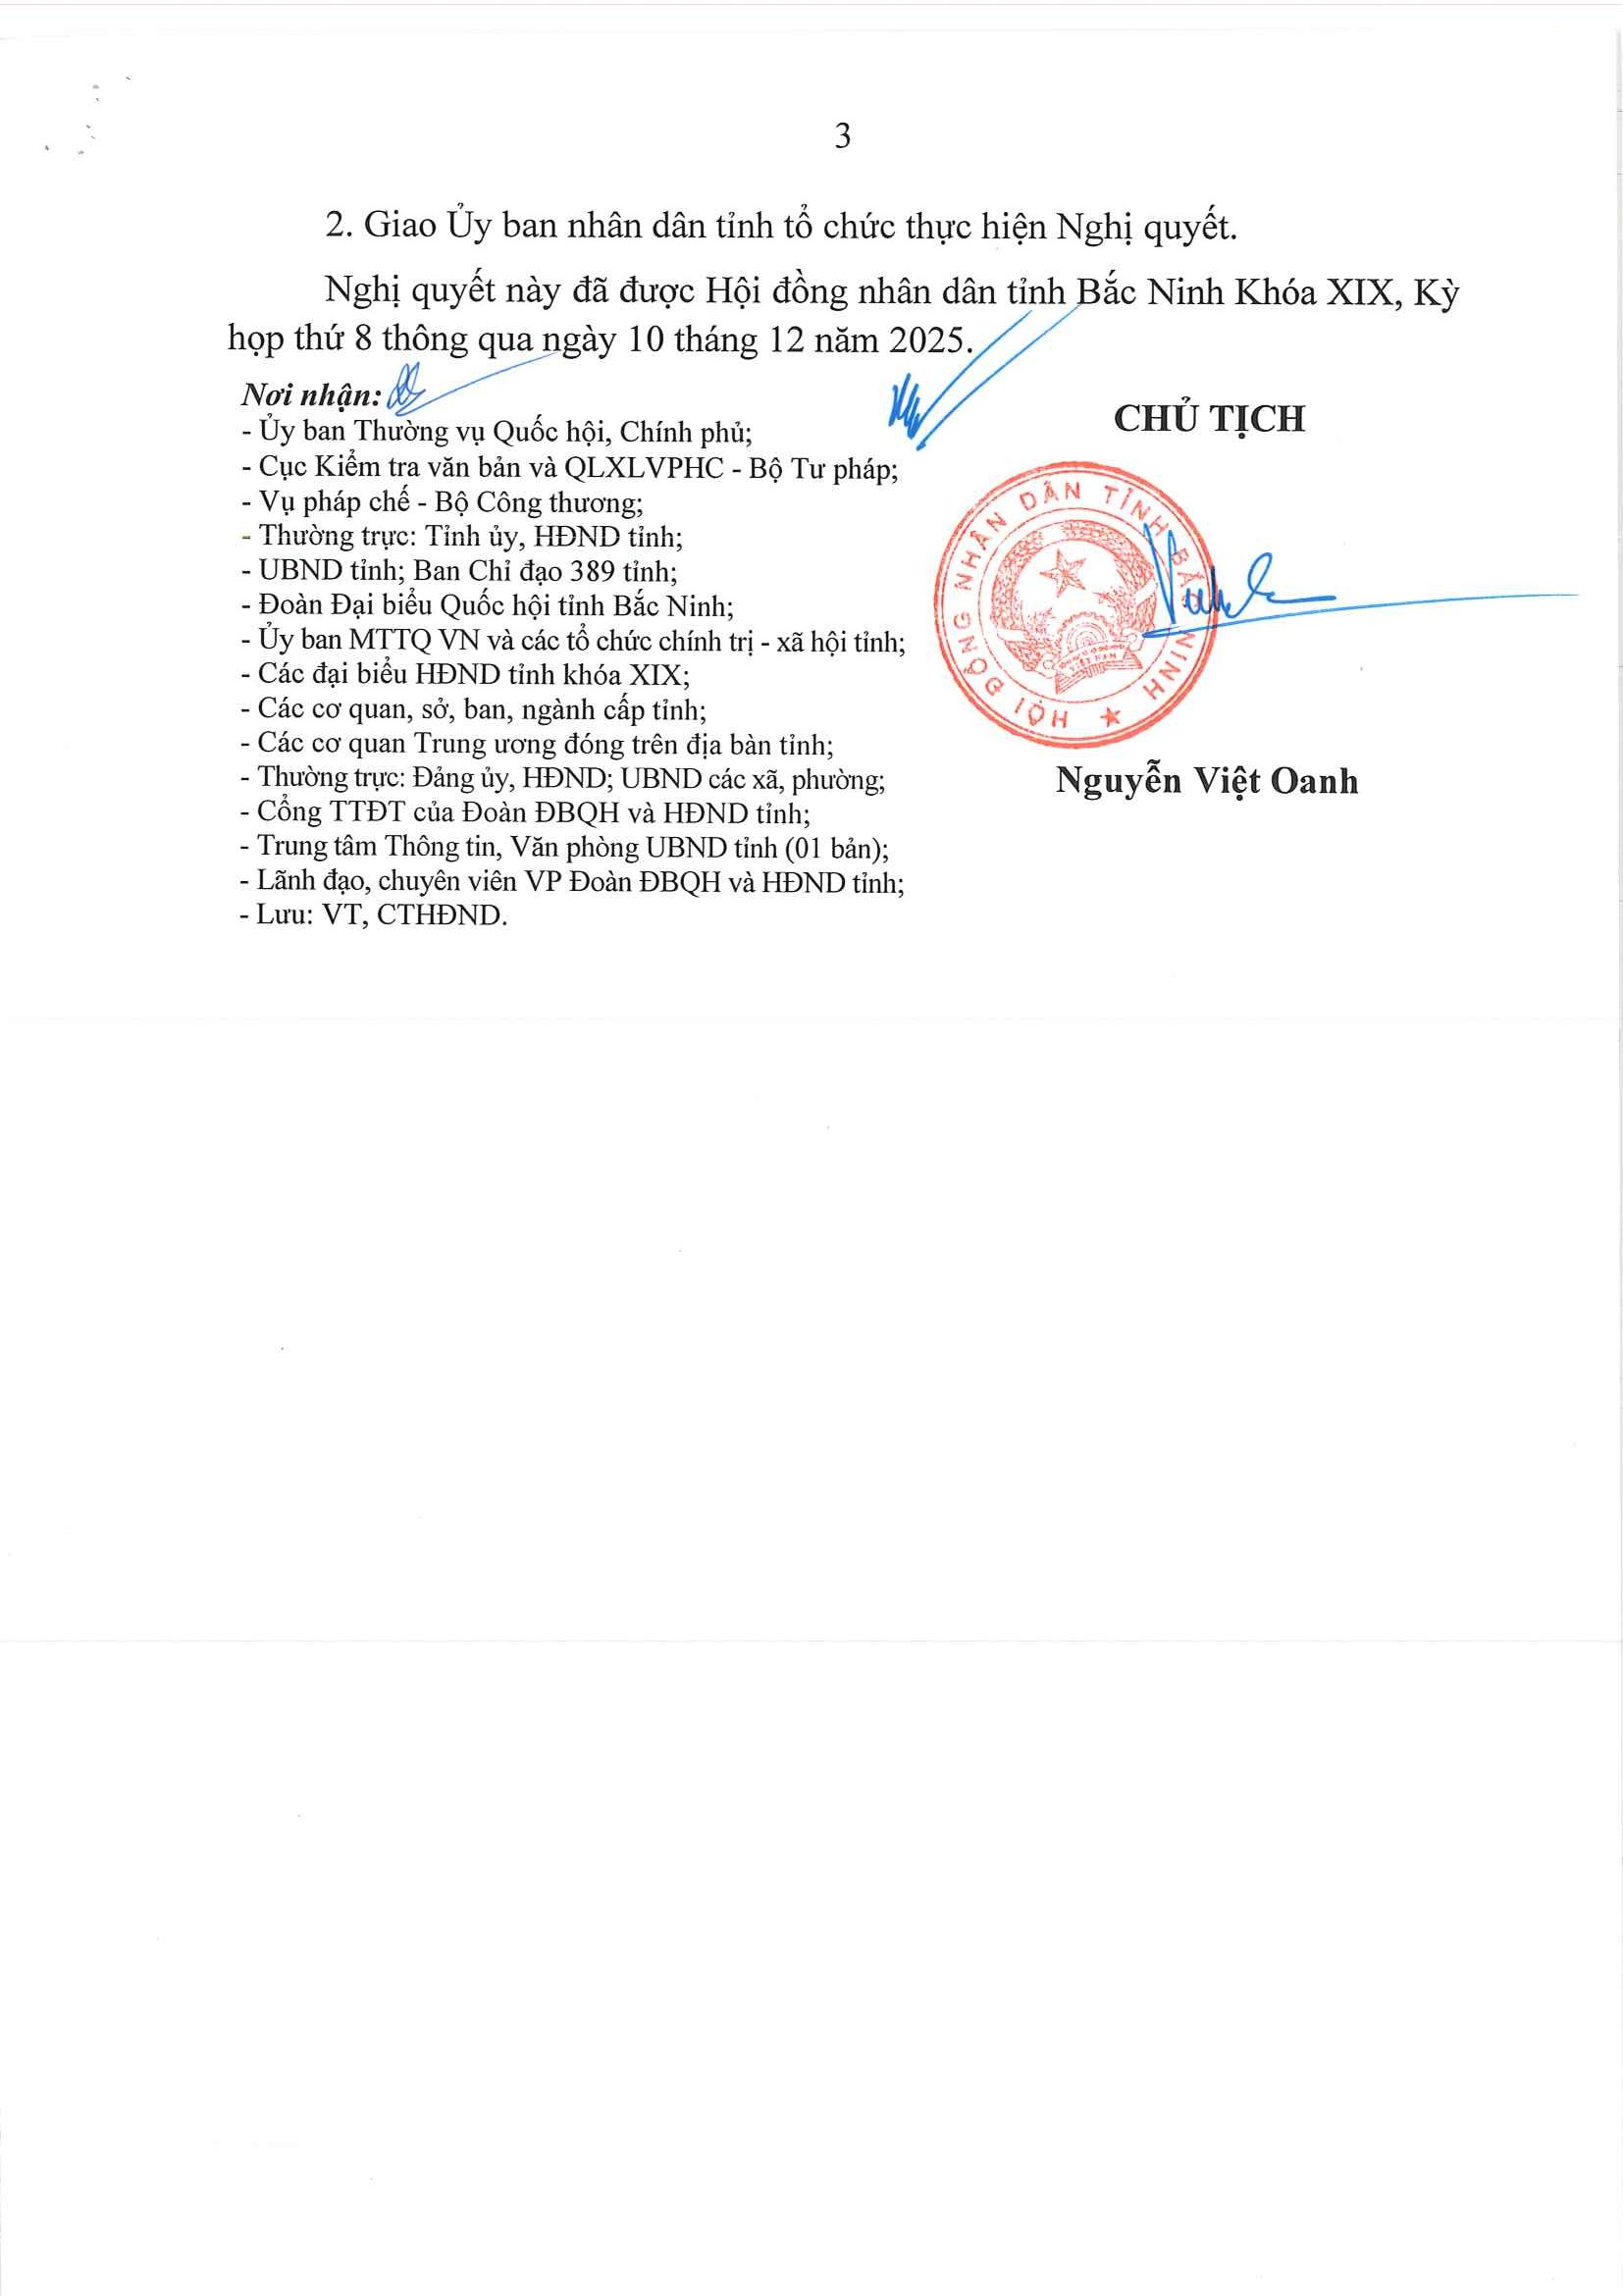 3
2. Giao Ủy ban nhân dân tỉnh tổ chức thực hiện Nghị quyết.
Nghị quyết này đã được Hội đồng nhân dân tỉnh Bắc Ninh Khóa XIX, Kỳ
họp thứ 8 thông qua ngày 10 tháng 12 năm 2025.
Nơi nhận:
- Ủy ban Thường vụ Quốc hội, Chính phủ;
- Cục Kiểm tra văn bản và QLXLVPHC - Bộ Tư pháp;
- Vụ pháp chế - Bộ Công thương;
- Thường trực: Tỉnh ủy, HĐND tỉnh;
- UBND tỉnh; Ban Chỉ đạo 389 tỉnh;
- Đoàn Đại biểu Quốc hội tỉnh Bắc Ninh;
- Ủy ban MTTQ VN và các tổ chức chính trị - xã hội tỉnh;
- Các đại biểu HĐND tỉnh khóa XIX;
- Các cơ quan, sở, ban, ngành cấp tỉnh;
- Các cơ quan Trung ương đóng trên địa bàn tỉnh;
- Thường trực: Đảng ủy, HĐND; UBND các xã, phường;
- Cổng TTĐT của Đoàn ĐBQH và HĐND tỉnh;
- Trung tâm Thông tin, Văn phòng UBND tỉnh (01 bản);
- Lãnh đạo, chuyên viên VP Đoàn ĐBQH và HĐND tỉnh;
- Lưu: VT, CTHĐND.
CHỦ TỊCH
HỘI ĐỒNG NHÂN DÂN TỈNH BẮC NINH
Nguyễn Việt Oanh